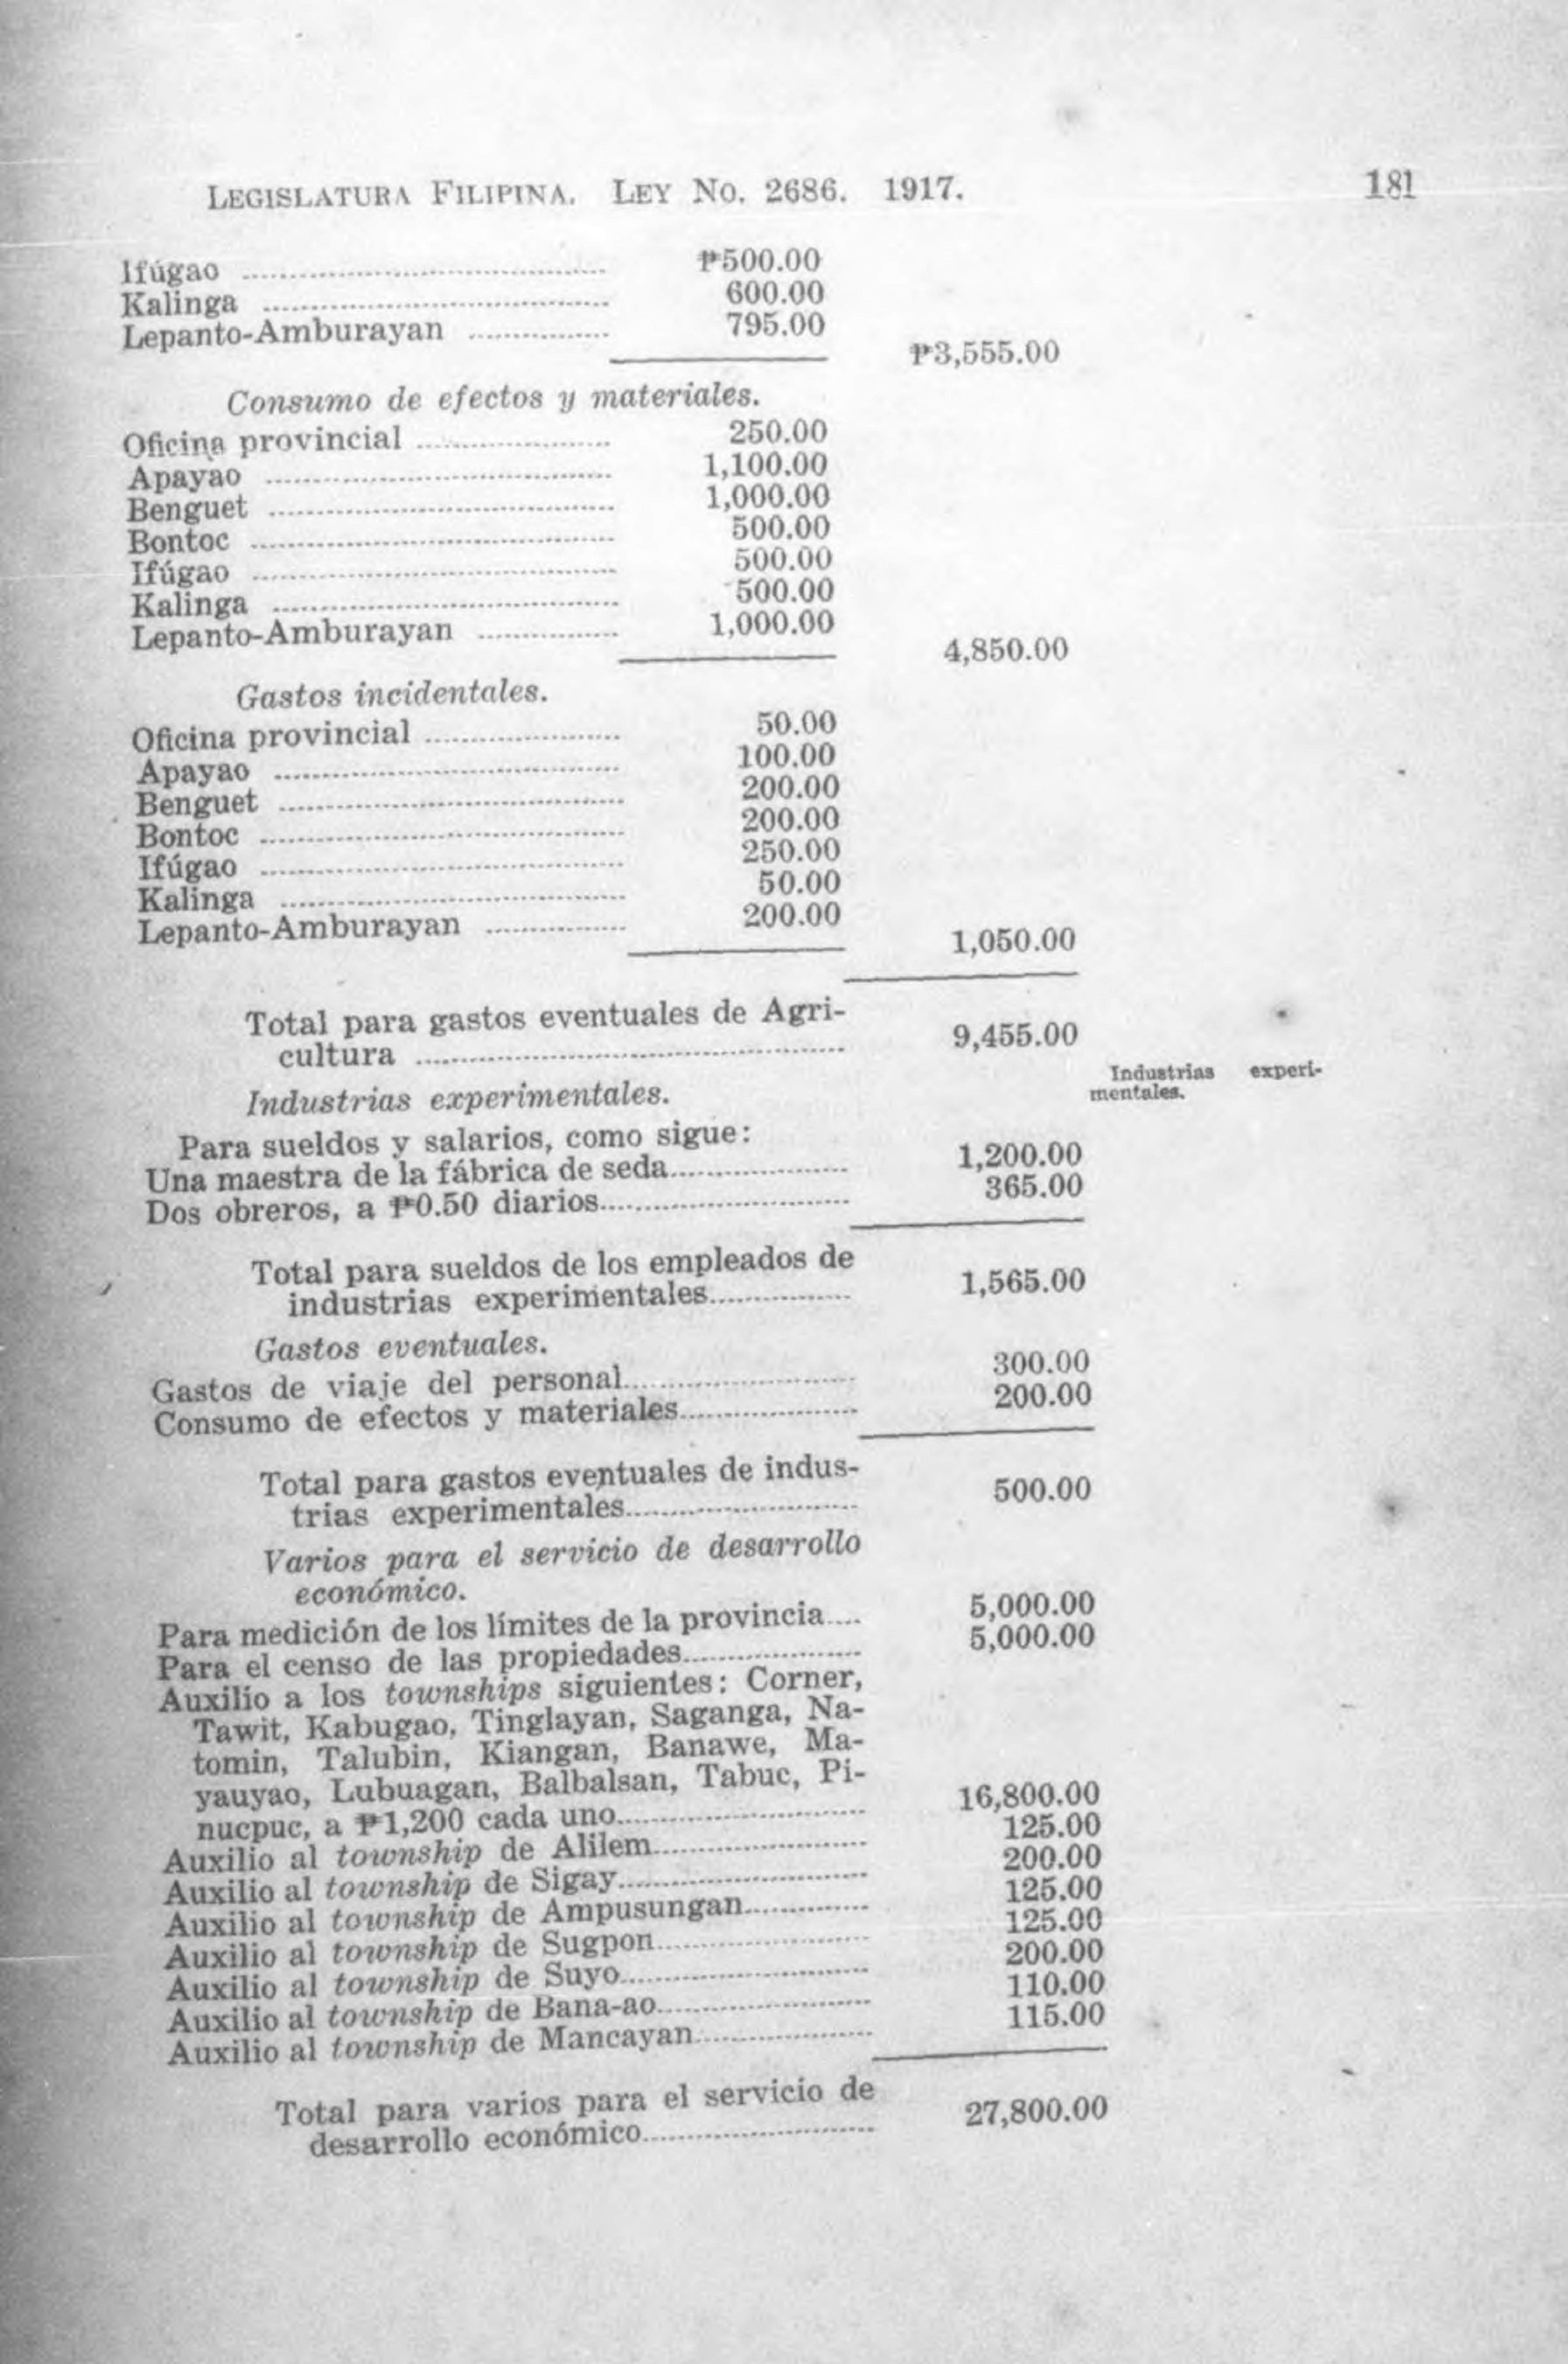 LEGISLATURA FILIPINA. LEY NO. 2686. 1917. 181
Ifúgao ₱500.00
Kalinga 600.00
Lepanto-Amburayan 795.00
₱3,555.00
Consumo de efectos y materiales.
Oficina provincial 250.00
Apayao 1,100.00
Benguet 1,000.00
Bontoc 500.00
Ifúgao 500.00
Kalinga 500.00
Lepanto-Amburayan 1,000.00
4,850.00
Gastos incidentales.
Oficina provincial 50.00
Apayao 100.00
Benguet 200.00
Bontoc 200.00
Ifúgao 250.00
Kalinga 50.00
Lepanto-Amburayan 200.00
1,050.00
Total para gastos eventuales de Agri-
cultura 9,455.00
Industrias experi-
mentales.
Industrias experimentales.
Para sueldos y salarios, como sigue:
Una maestra de la fábrica de seda 1,200.00
Dos obreros, a ₱0.50 diarios 365.00
Total para sueldos de los empleados de
industrias experimentales 1,565.00
Gastos eventuales.
Gastos de viaje del personal 300.00
Consumo de efectos y materiales 200.00
Total para gastos eventuales de indus-
trias experimentales 500.00
Varios para el servicio de desarrollo
económico.
Para medición de los límites de la provincia 5,000.00
Para el censo de las propiedades 5,000.00
Auxilio a los townships siguientes: Corner,
Tawit, Kabugao, Tinglayan, Saganga, Na-
tomin, Talubin, Kiangan, Banawe, Ma-
yauyao, Lubuagan, Balbalsan, Tabuc, Pi-
nucpuc, a ₱1,200 cada uno 16,800.00
Auxilio al township de Alilem 125.00
Auxilio al township de Sigay 200.00
Auxilio al township de Ampusungan 125.00
Auxilio al township de Sugpon 125.00
Auxilio al township de Suyo 200.00
Auxilio al township de Bana-ao 110.00
Auxilio al township de Mancayan 115.00
Total para varios para el servicio de
desarrollo económico 27,800.00